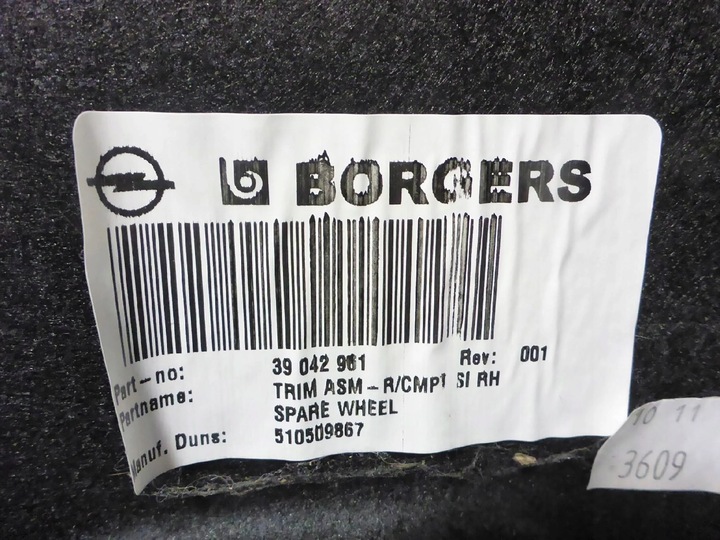 BORGERS
Part-no: 39 042 961 Rev: 001
Partname: TRIM ASM-R/CMPT SI RH
SPARE WHEEL
Manuf. Duns: 510509867
10 11
3609